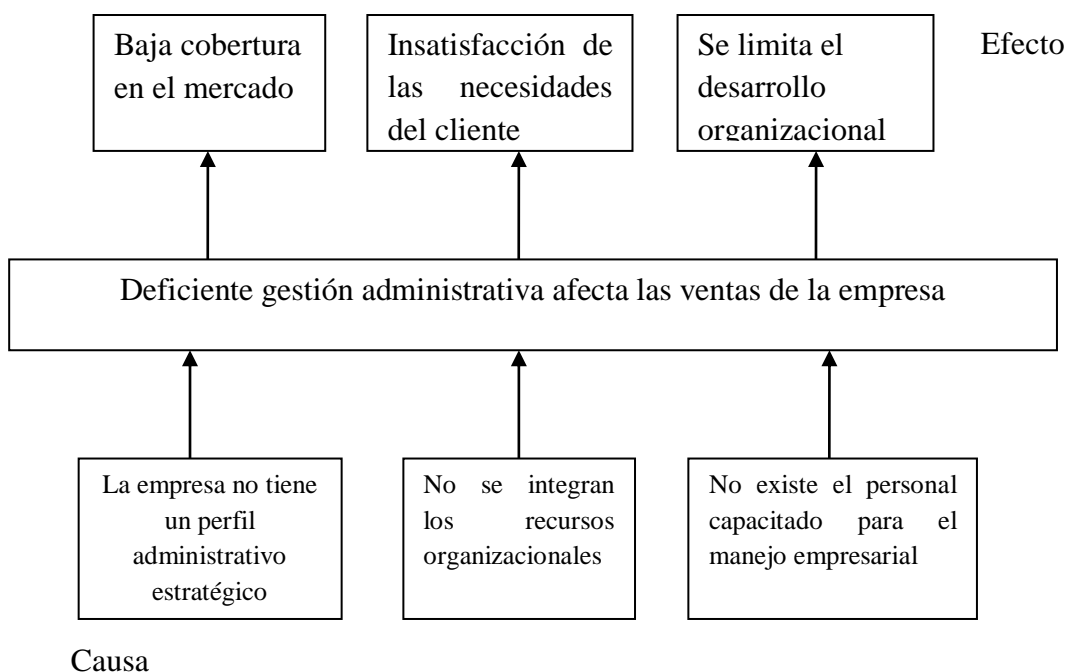 Baja cobertura
en el mercado
Insatisfacción de
las necesidades
del cliente
Se limita el
desarrollo
organizacional
Efecto
Deficiente gestión administrativa afecta las ventas de la empresa
La empresa no tiene
un perfil
administrativo
estratégico
No se integran
los recursos
organizacionales
No existe el personal
capacitado para el
manejo empresarial
Causa